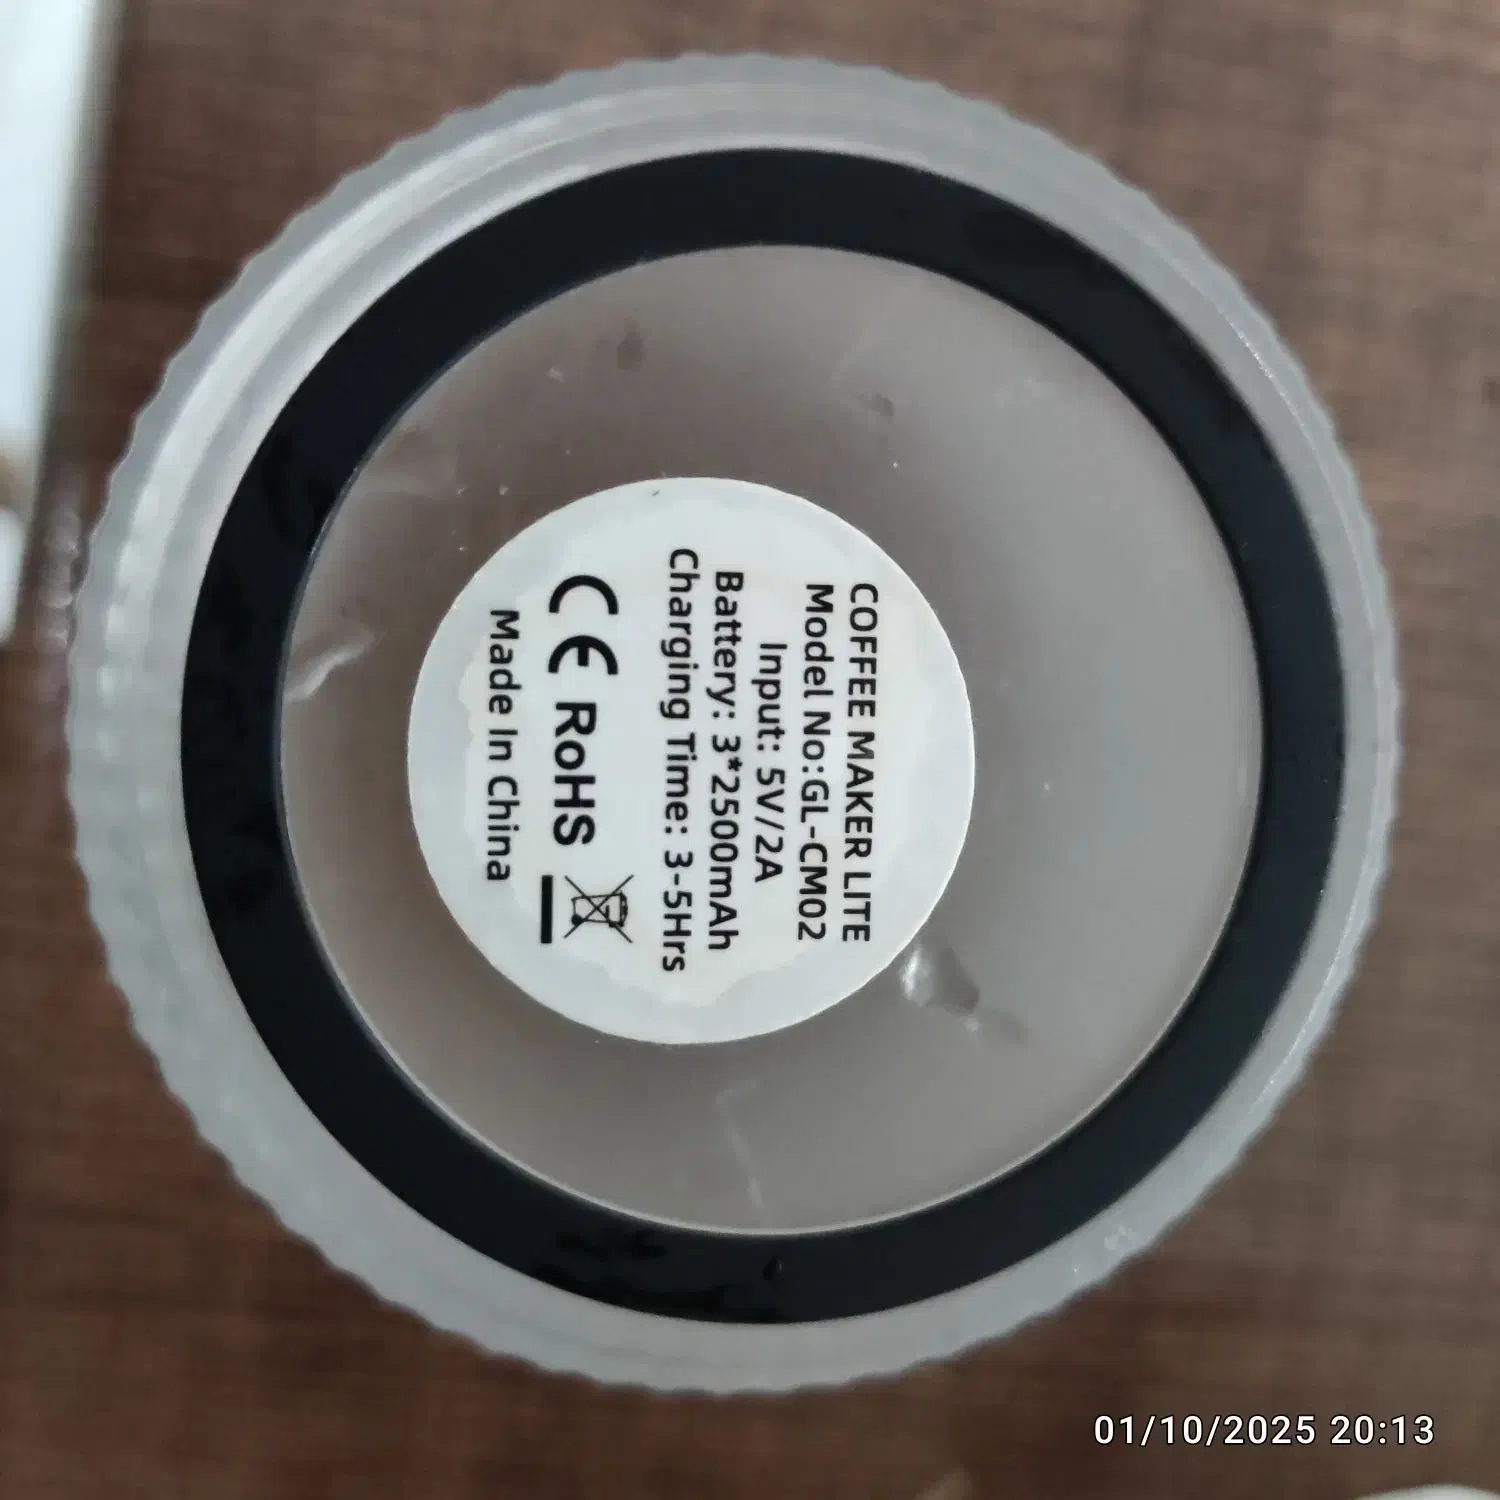 COFFEE MAKER LITE
Model No:GL-CM02
Input: 5V/2A
Battery: 3*2500mAh
Charging Time: 3-5Hrs
CE RoHS
Made In China
01/10/2025 20:13